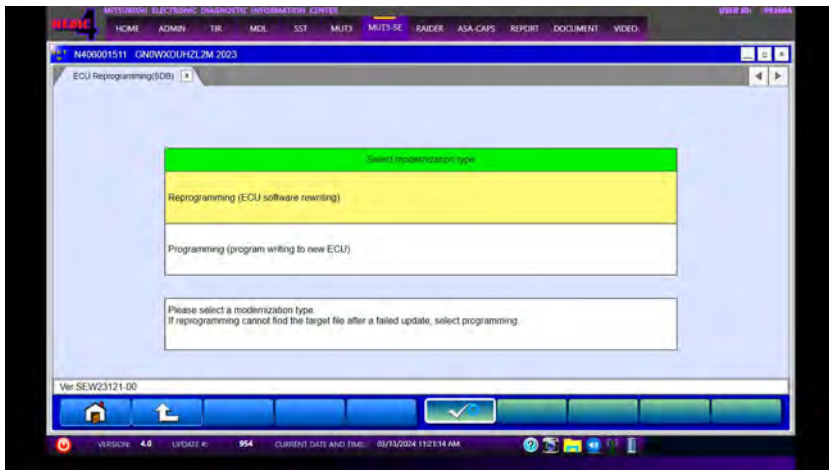 MITSUBISHI ELECTRONIC DIAGNOSTIC INFORMATION CENTER
MEDIC
HOME ADMIN TIR MDL SST MUT3 MUT3-SE RAIDER ASA-CAPS REPORT DOCUMENT VIDEO
N406001511 GN0WXDUHZL2M 2023
ECU Reprogramming(SDB) x
Select modernization type
Reprogramming (ECU software rewriting)
Programming (program writing to new ECU)
Please select a modernization type.
If reprogramming cannot find the target file after a failed update, select programming.
Ver.SEW23121-00
VERSION: 4.0 UPDATE #: 954 CURRENT DATE AND TIME: 03/13/2024 11:21:14 AM